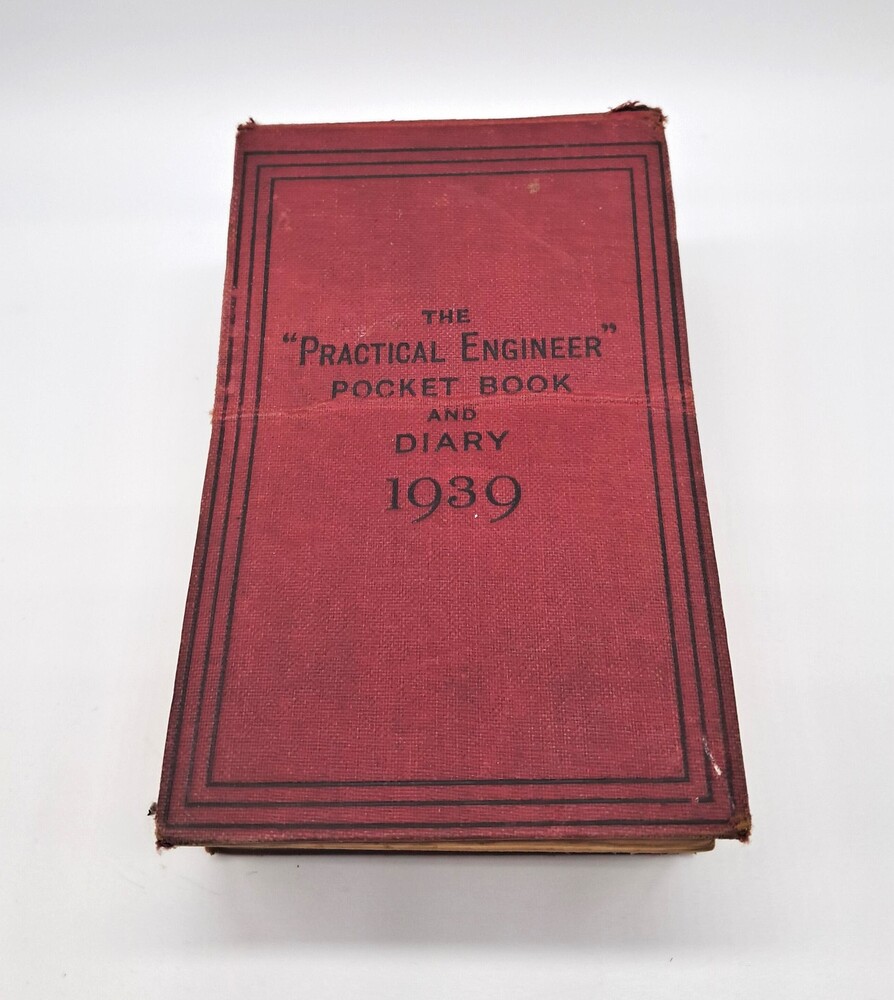 THE
“PRACTICAL ENGINEER”
POCKET BOOK
AND
DIARY
1939